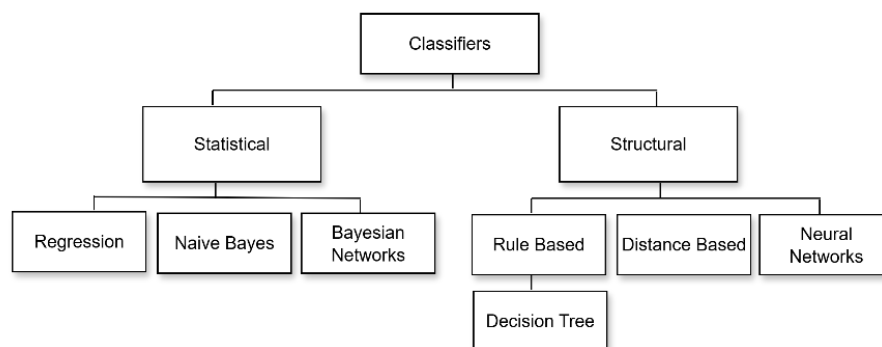 Classifiers
Statistical
Structural
Regression
Naive Bayes
Bayesian
Networks
Rule Based
Distance Based
Neural
Networks
Decision Tree